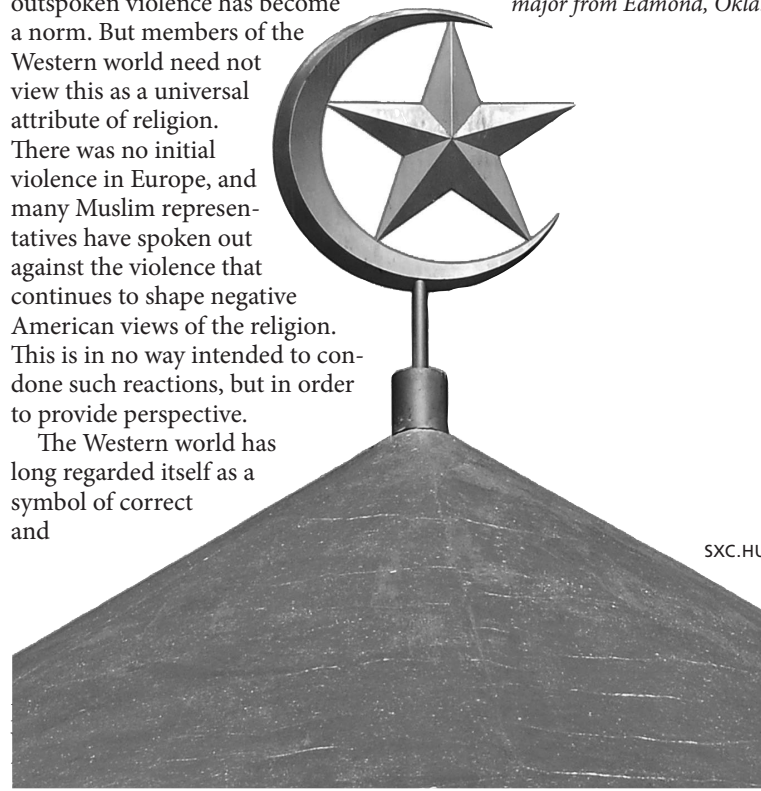 outspoken violence has become
a norm. But members of the
Western world need not
view this as a universal
attribute of religion.
There was no initial
violence in Europe, and
many Muslim represen-
tatives have spoken out
against the violence that
continues to shape negative
American views of the religion.
This is in no way intended to con-
done such reactions, but in order
to provide perspective.
The Western world has
long regarded itself as a
symbol of correct
and
major from Edmond, Okla
SXC.HU